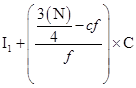 I₁ + ( ( 3(N)/4 − cf ) / f ) × C